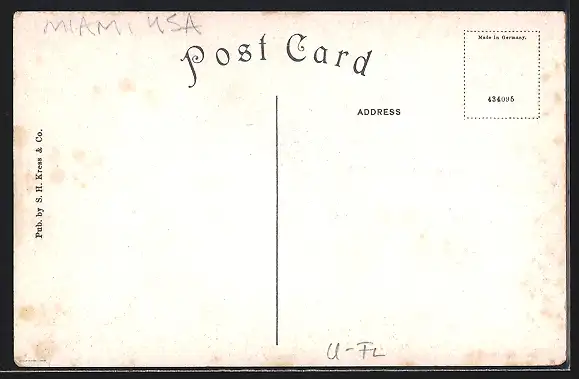 MIAMI USA
Post Card
Made in Germany.
434095
ADDRESS
Pub. by S. H. Kress & Co.
U-FL